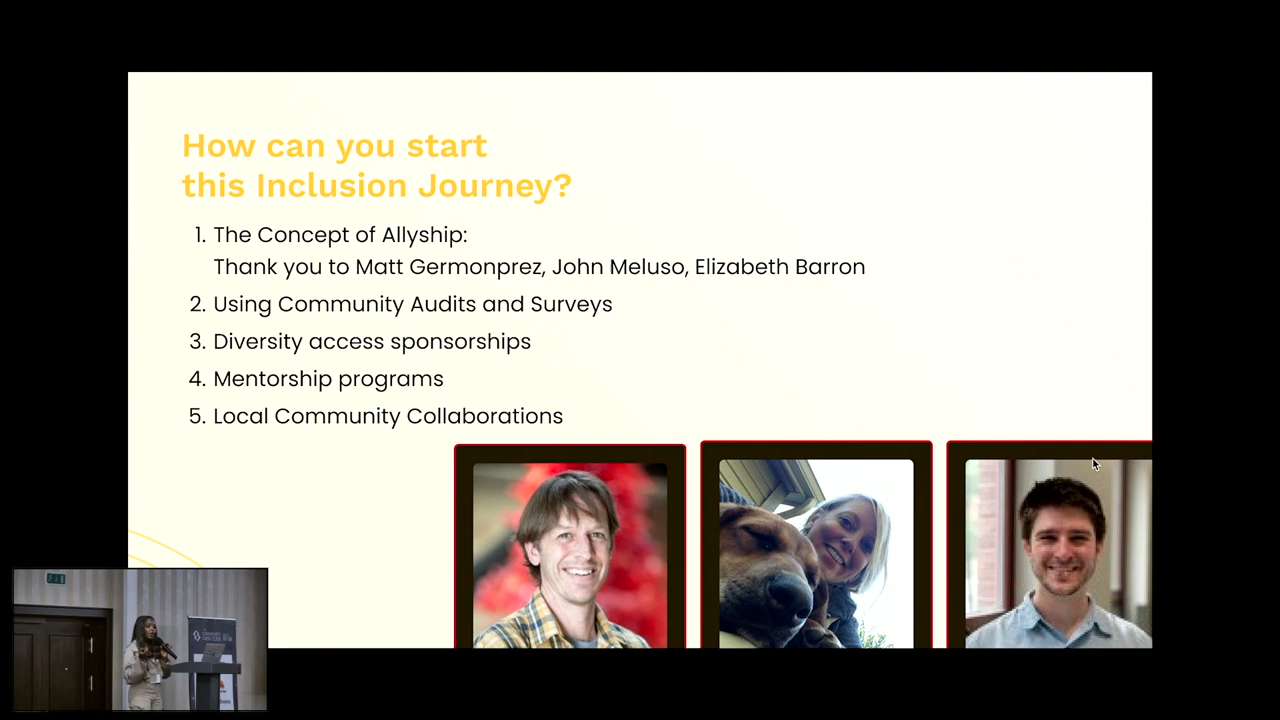 How can you start
this Inclusion Journey?
1. The Concept of Allyship:
Thank you to Matt Germonprez, John Meluso, Elizabeth Barron
2. Using Community Audits and Surveys
3. Diversity access sponsorships
4. Mentorship programs
5. Local Community Collaborations